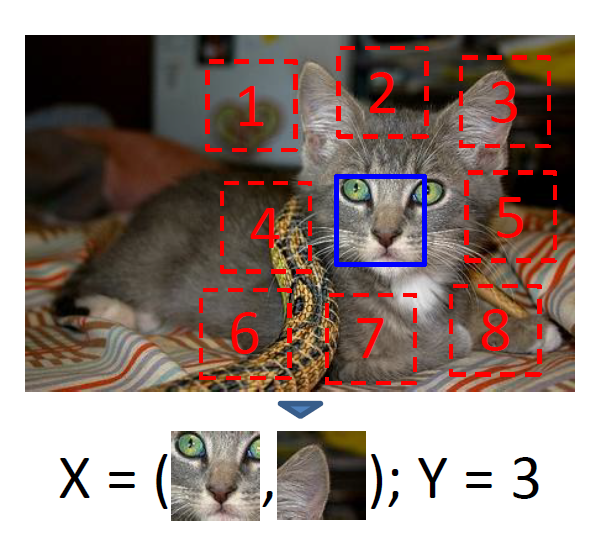 1 2 3
4 5
6 7 8
X = ( , ); Y = 3